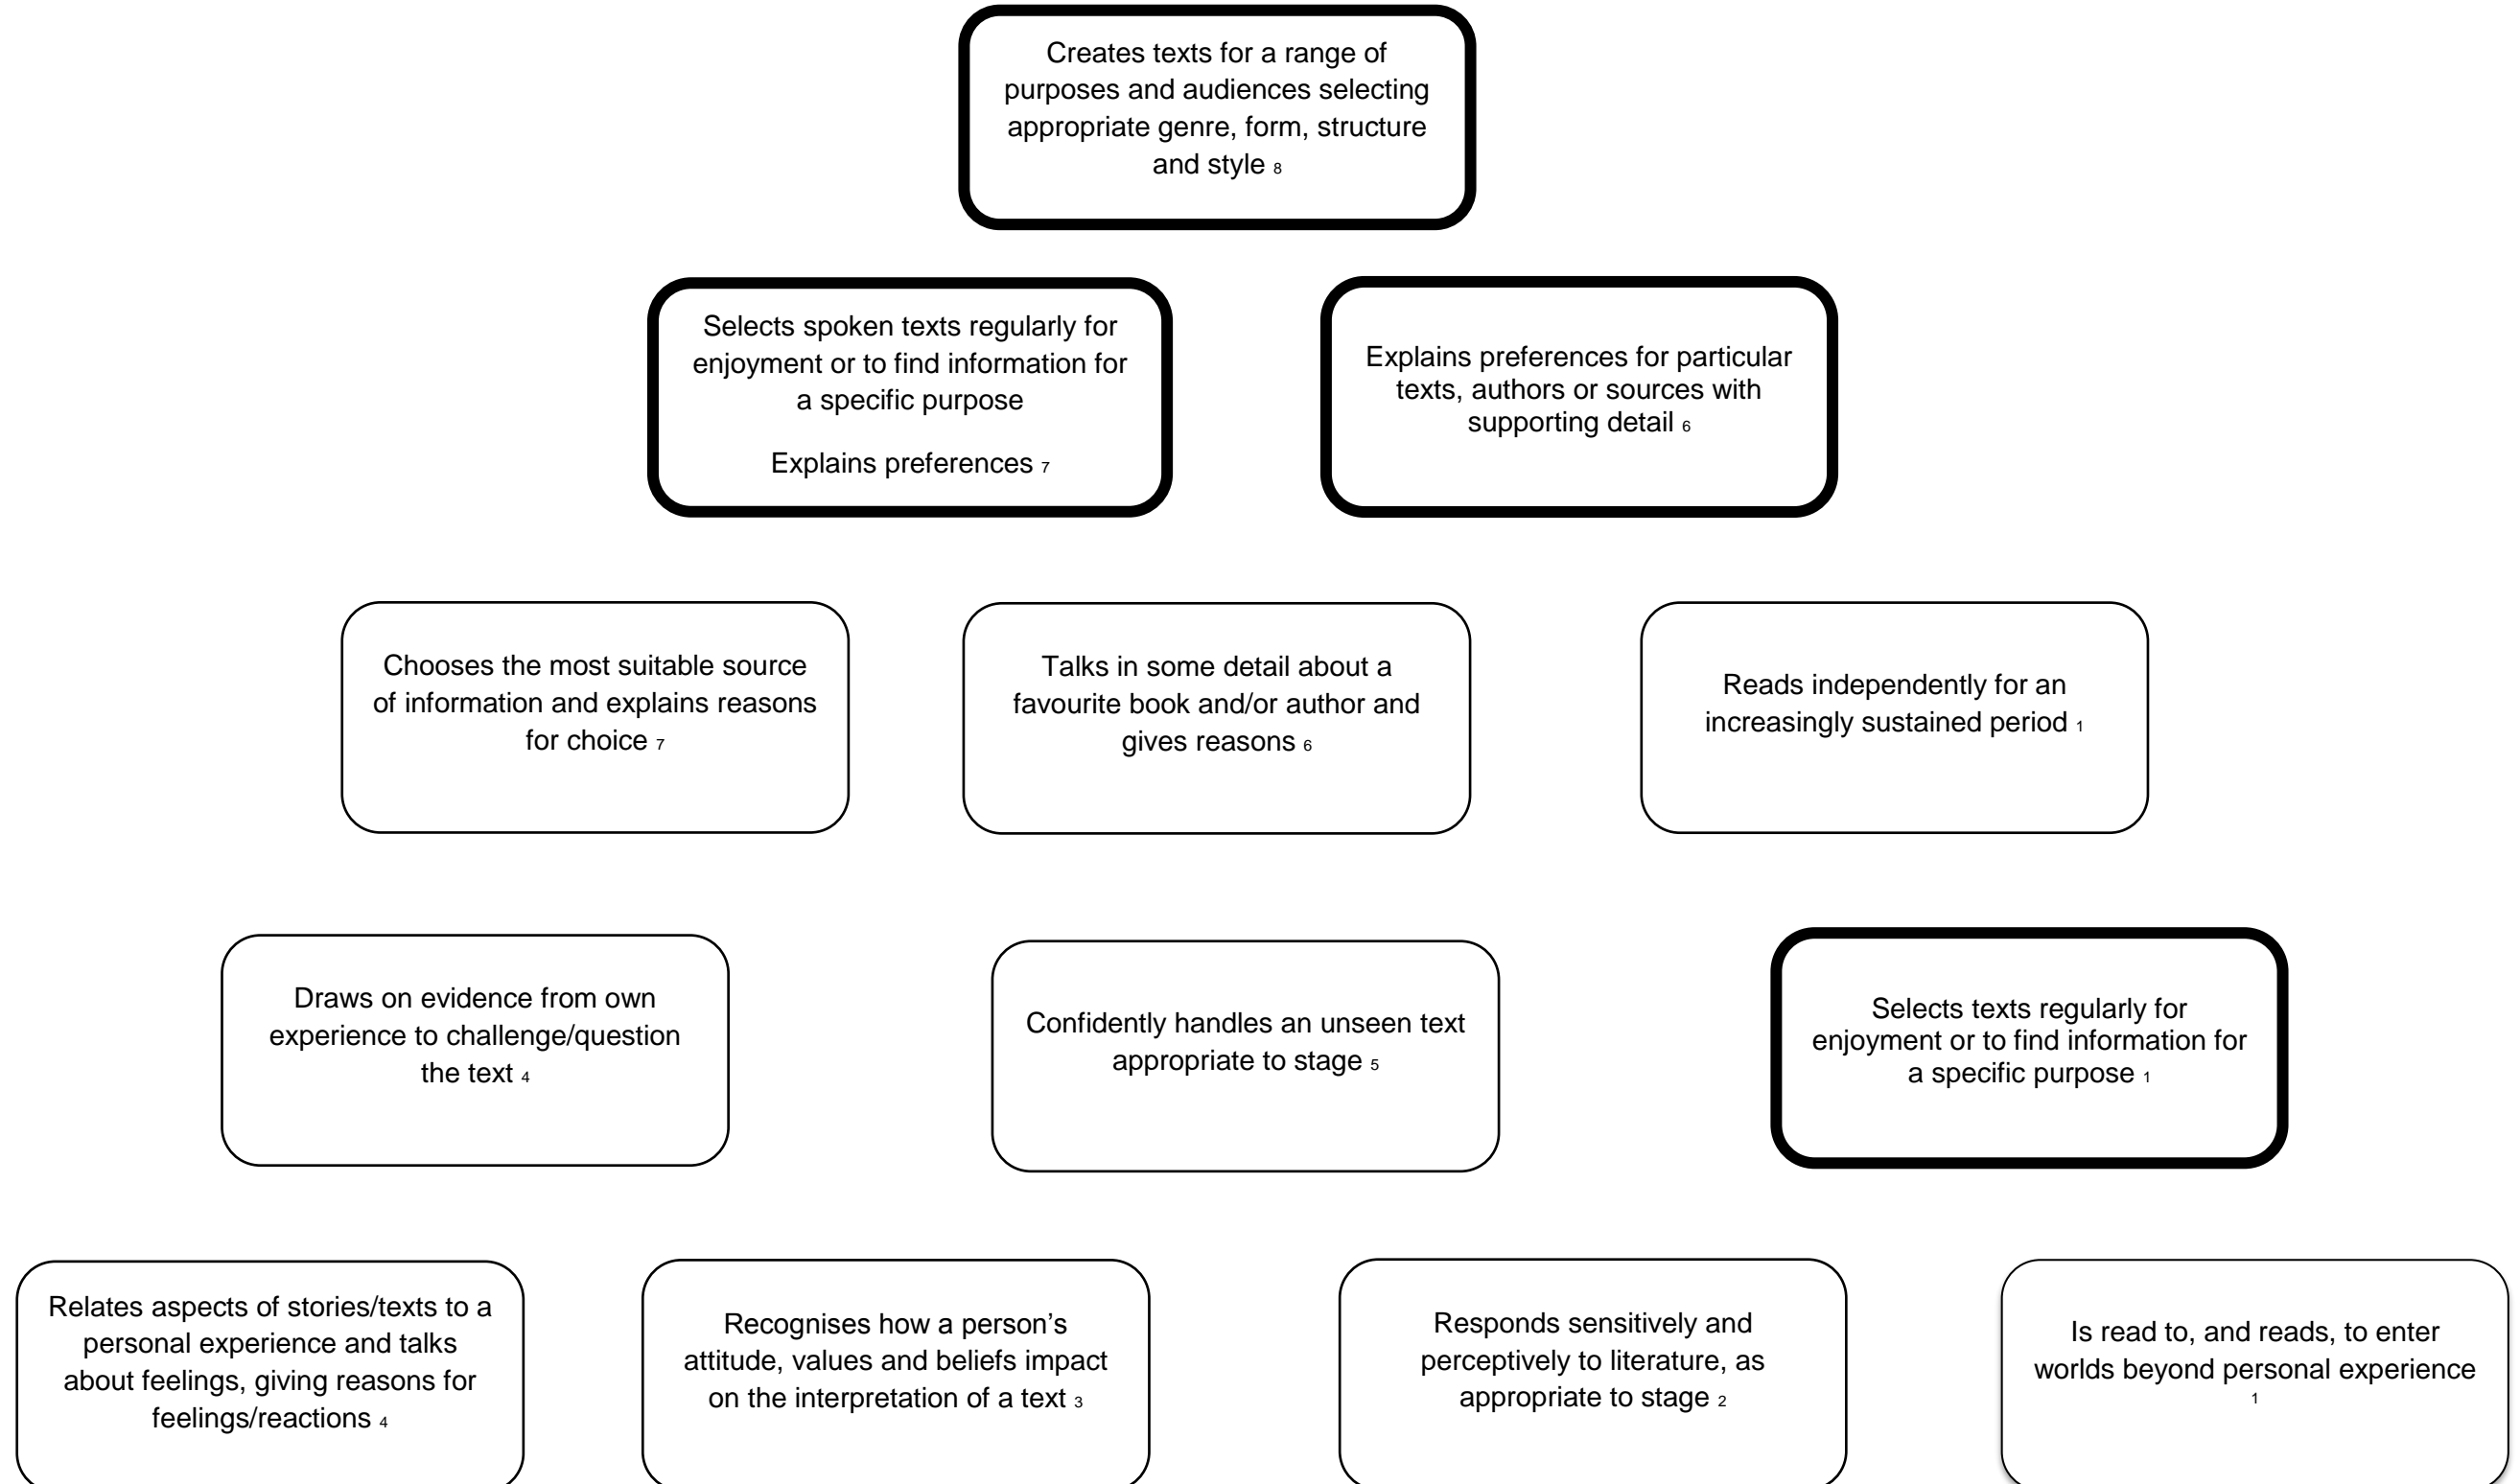 Creates texts for a range of
purposes and audiences selecting
appropriate genre, form, structure
and style 8
Selects spoken texts regularly for
enjoyment or to find information for
a specific purpose
Explains preferences 7
Explains preferences for particular
texts, authors or sources with
supporting detail 6
Chooses the most suitable source
of information and explains reasons
for choice 7
Talks in some detail about a
favourite book and/or author and
gives reasons 6
Reads independently for an
increasingly sustained period 1
Draws on evidence from own
experience to challenge/question
the text 4
Confidently handles an unseen text
appropriate to stage 5
Selects texts regularly for
enjoyment or to find information for
a specific purpose 1
Relates aspects of stories/texts to a
personal experience and talks
about feelings, giving reasons for
feelings/reactions 4
Recognises how a person’s
attitude, values and beliefs impact
on the interpretation of a text 3
Responds sensitively and
perceptively to literature, as
appropriate to stage 2
Is read to, and reads, to enter
worlds beyond personal experience
1